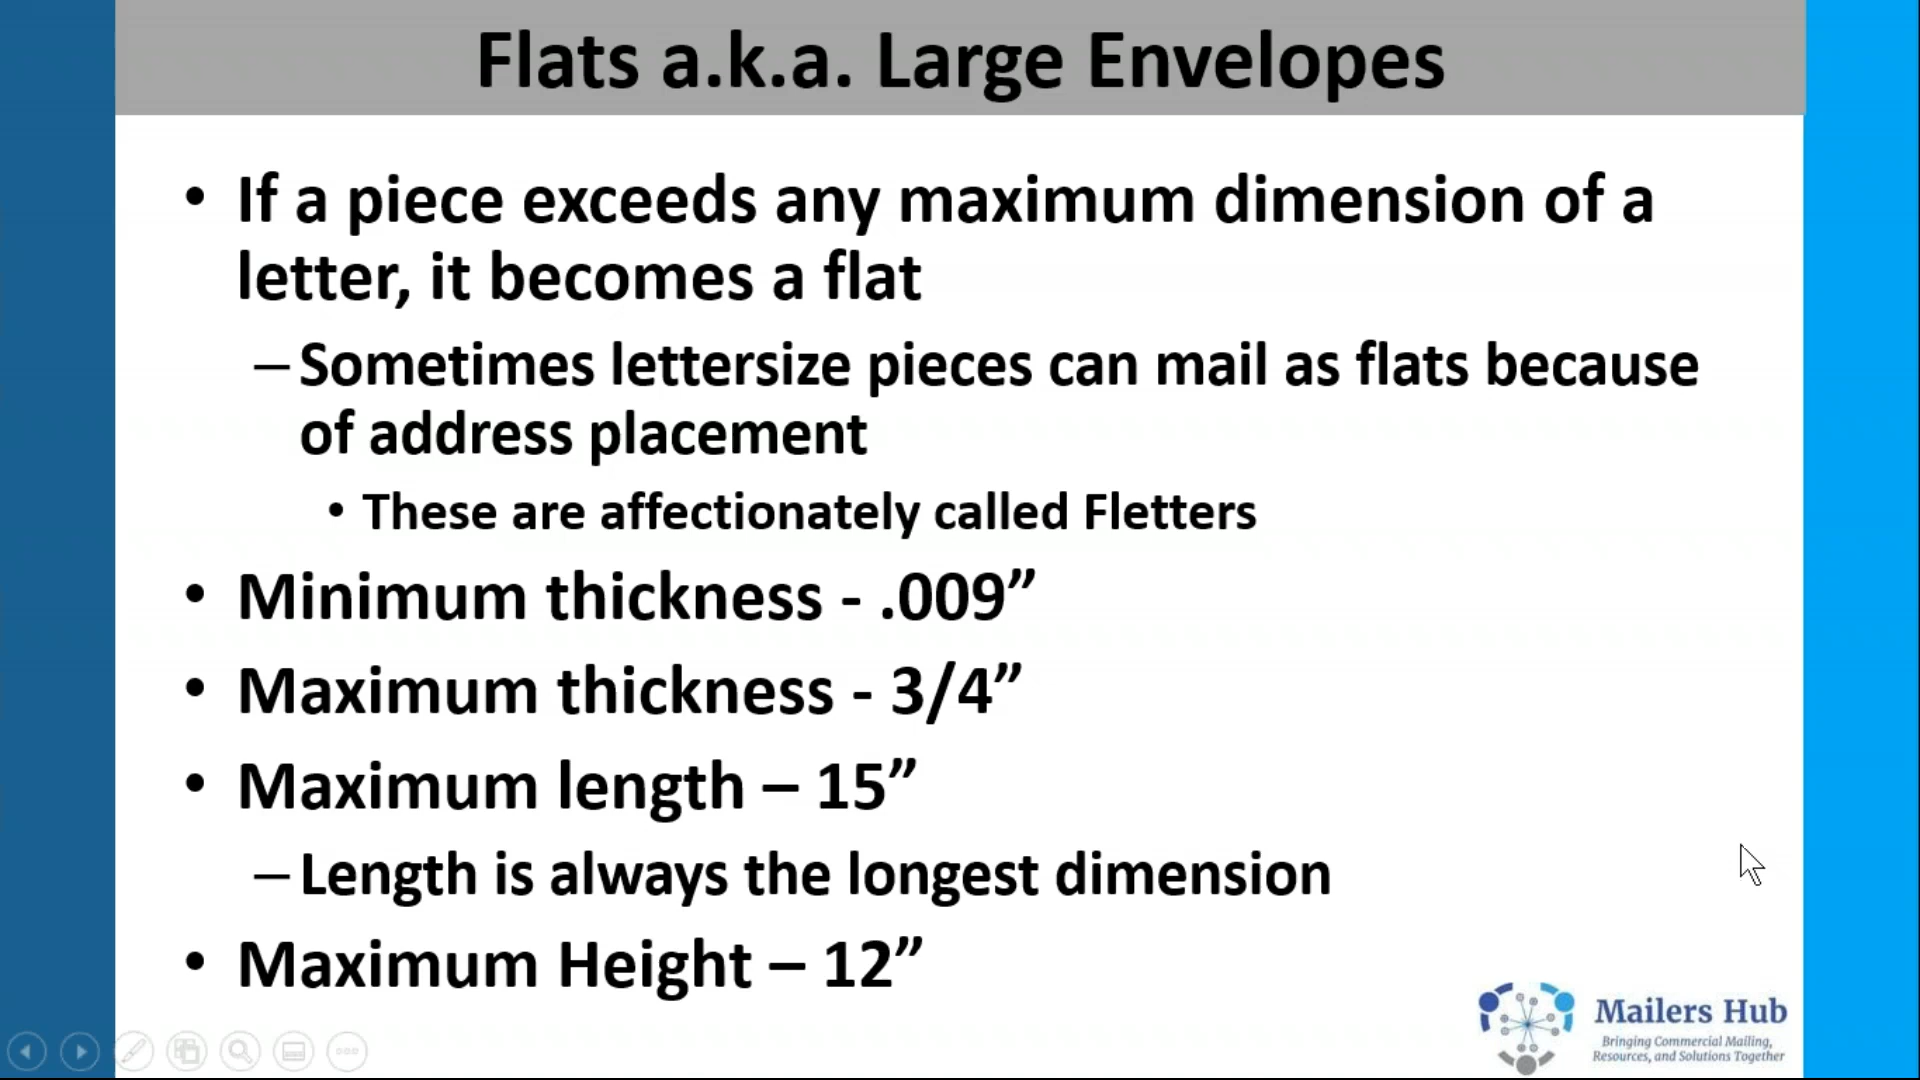 Flats a.k.a. Large Envelopes
• If a piece exceeds any maximum dimension of a
letter, it becomes a flat
– Sometimes lettersize pieces can mail as flats because
of address placement
• These are affectionately called Fletters
• Minimum thickness - .009”
• Maximum thickness - 3/4”
• Maximum length – 15”
– Length is always the longest dimension
• Maximum Height – 12”
Mailers Hub
Bringing Commercial Mailing,
Resources, and Solutions Together